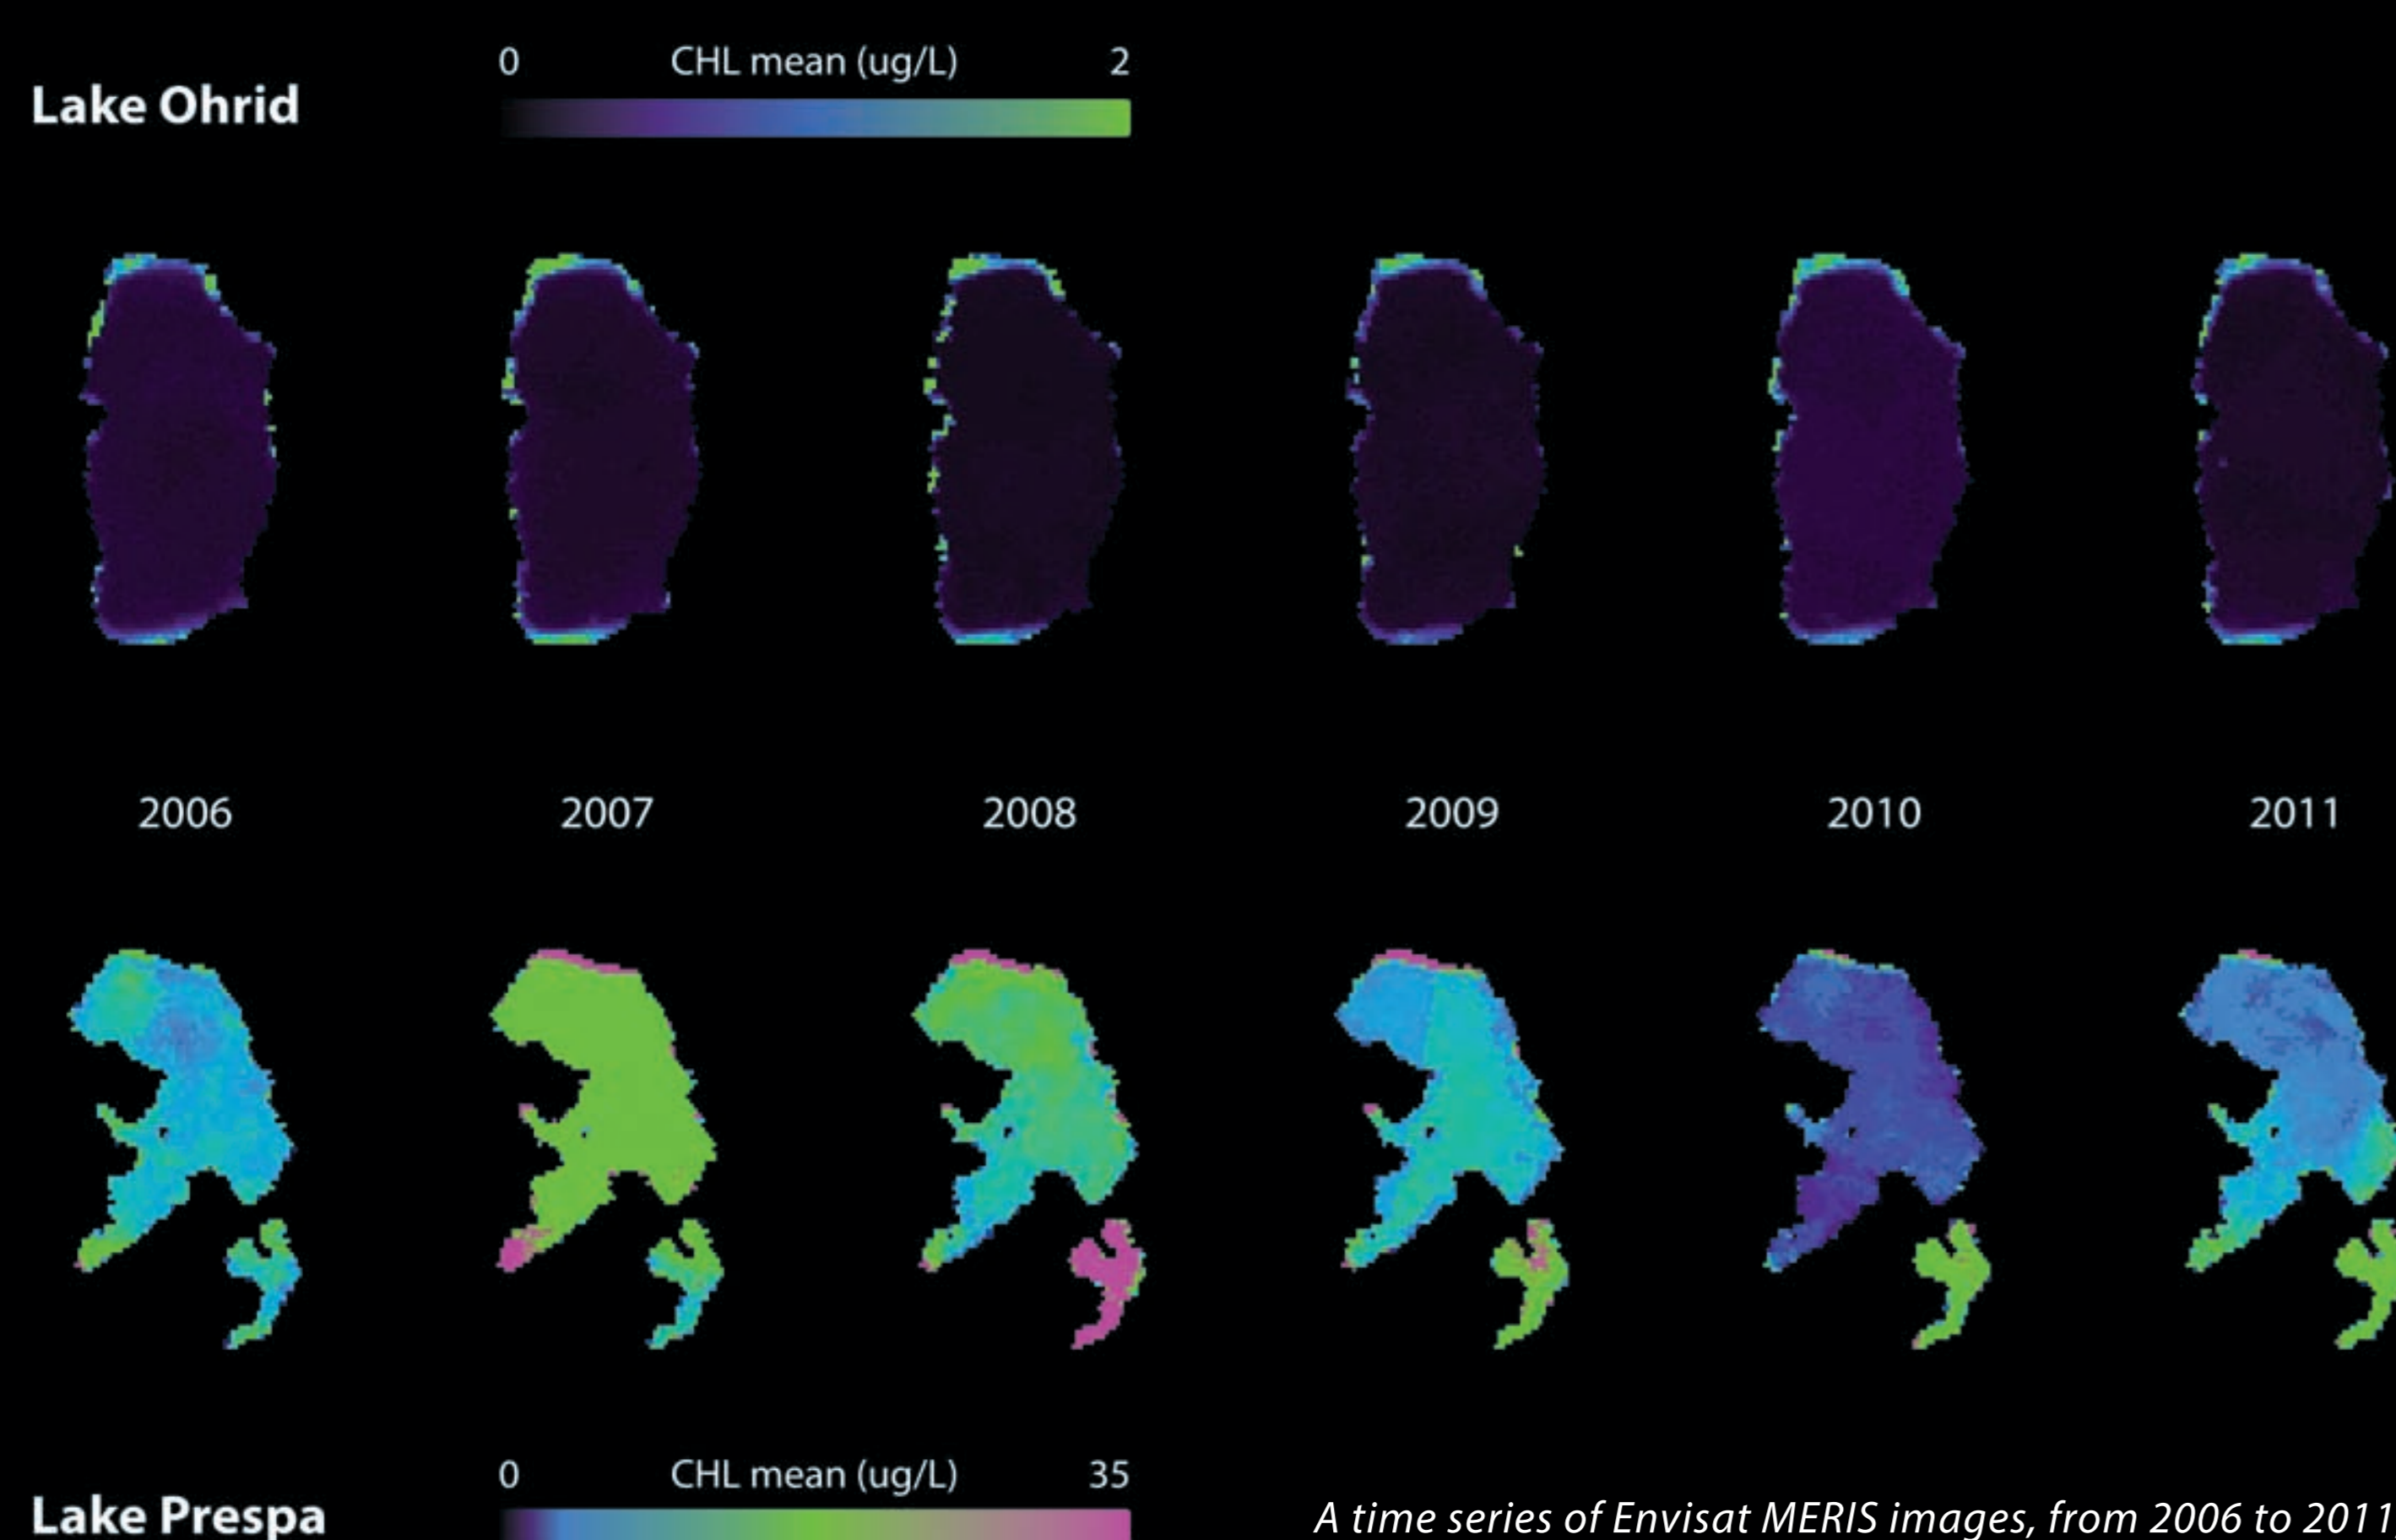 0 CHL mean (ug/L) 2
Lake Ohrid
2006 2007 2008 2009 2010 2011
0 CHL mean (ug/L) 35
Lake Prespa
A time series of Envisat MERIS images, from 2006 to 2011